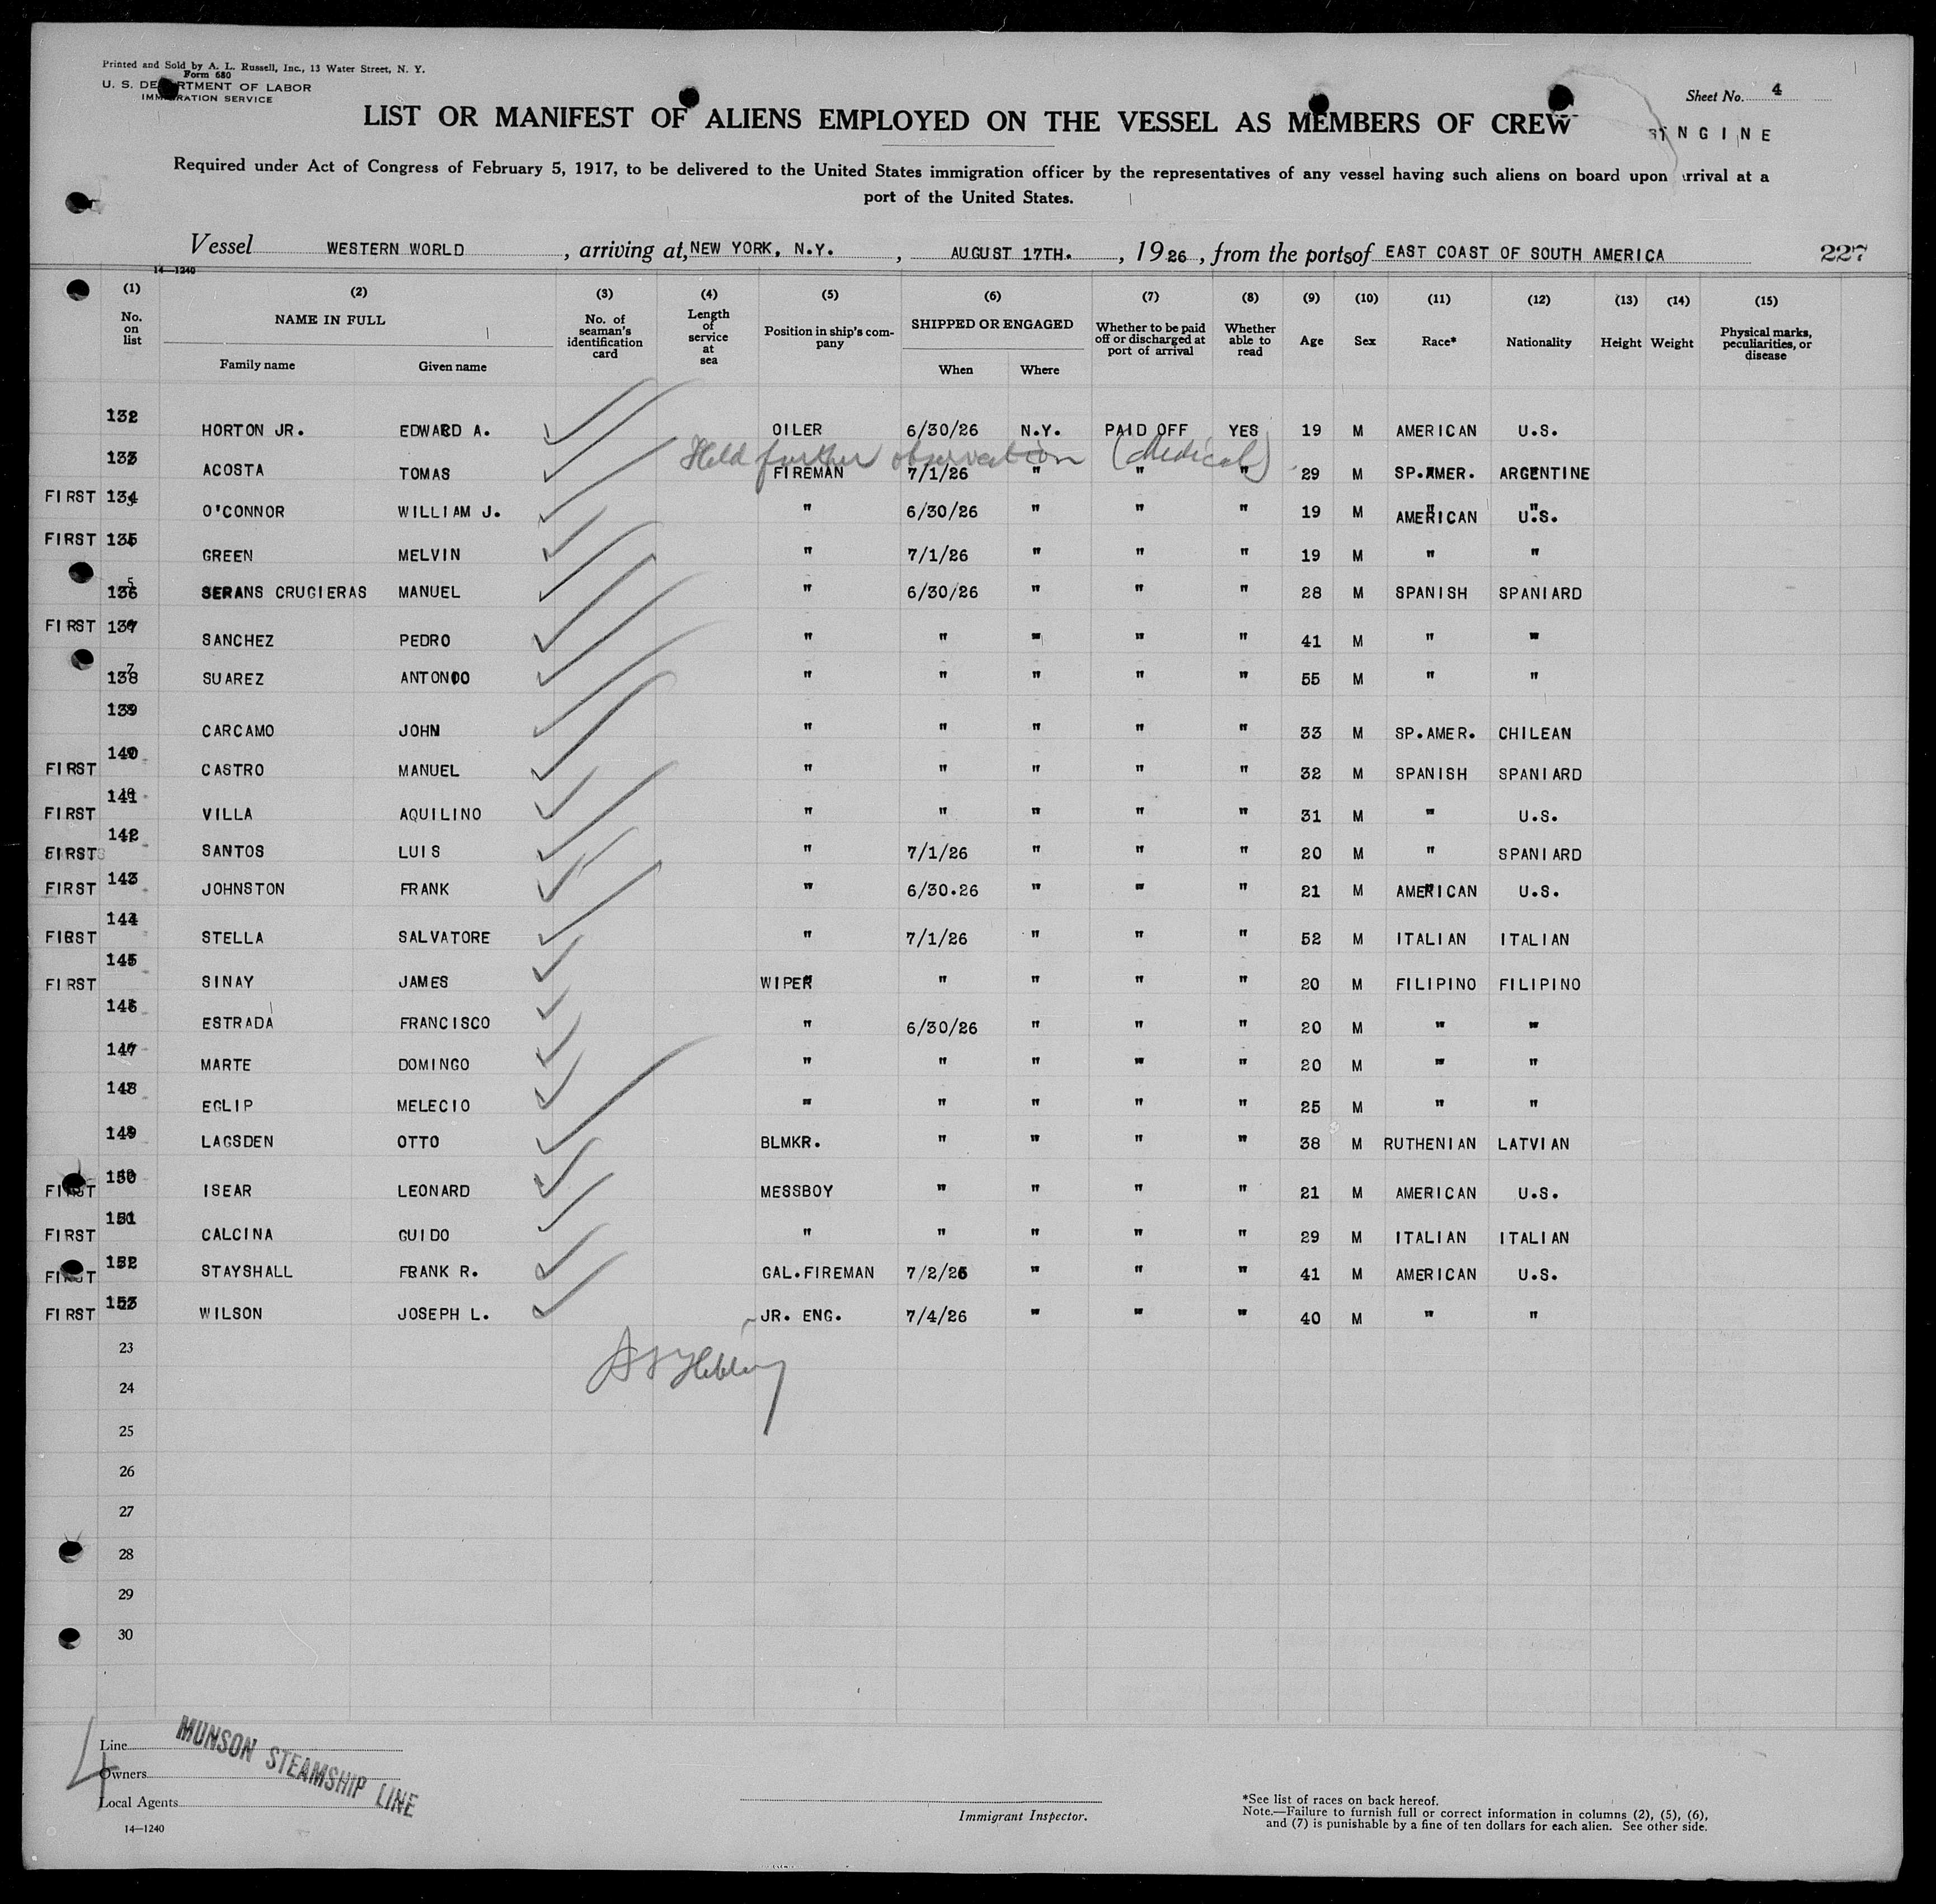 Printed and Sold by A. L. Russell, Inc., 13 Water Street, N. Y.
Form 680
U. S. DEPARTMENT OF LABOR
IMMIGRATION SERVICE
Sheet No. 4
LIST OR MANIFEST OF ALIENS EMPLOYED ON THE VESSEL AS MEMBERS OF CREW
NGINE
Required under Act of Congress of February 5, 1917, to be delivered to the United States immigration officer by the representatives of any vessel having such aliens on board upon arrival at a
port of the United States.
Vessel WESTERN WORLD, arriving at, NEW YORK, N.Y., AUGUST 17TH., 1926, from the ports of EAST COAST OF SOUTH AMERICA 227
14—1240
(1) (2) (3) (4) (5) (6) (7) (8) (9) (10) (11) (12) (13) (14) (15)
No. on list NAME IN FULL Family name Given name No. of seaman's identification card Length of service at sea Position in ship's company SHIPPED OR ENGAGED When Where Whether to be paid off or discharged at port of arrival Whether able to read Age Sex Race* Nationality Height Weight Physical marks, peculiarities, or disease
132 HORTON JR. EDWARD A. OILER 6/30/26 N.Y. PAID OFF YES 19 M AMERICAN U.S.
Held further observation (Medical)
133 ACOSTA TOMAS FIREMAN 7/1/26 " " " 29 M SP.AMER. ARGENTINE
FIRST 134 O'CONNOR WILLIAM J. " 6/30/26 " " " 19 M AMERICAN U.S.
FIRST 135 GREEN MELVIN " 7/1/26 " " " 19 M " "
136 SERANS CRUGIERAS MANUEL " 6/30/26 " " " 28 M SPANISH SPANIARD
FIRST 137 SANCHEZ PEDRO " " " " " 41 M " "
138 SUAREZ ANTONIO " " " " " 55 M " "
139 CARCAMO JOHN " " " " " 33 M SP.AMER. CHILEAN
FIRST 140 CASTRO MANUEL " " " " " 32 M SPANISH SPANIARD
FIRST 141 VILLA AQUILINO " " " " " 31 M " U.S.
FIRST 142 SANTOS LUIS " 7/1/26 " " " 20 M " SPANIARD
FIRST 143 JOHNSTON FRANK " 6/30.26 " " " 21 M AMERICAN U.S.
FIRST 144 STELLA SALVATORE " 7/1/26 " " " 52 M ITALIAN ITALIAN
FIRST 145 SINAY JAMES WIPER " " " " 20 M FILIPINO FILIPINO
146 ESTRADA FRANCISCO " 6/30/26 " " " 20 M " "
147 MARTE DOMINGO " " " " " 20 M " "
148 EGLIP MELECIO " " " " " 25 M " "
149 LAGSDEN OTTO BLMKR. " " " " 38 M RUTHENIAN LATVIAN
FIRST 150 ISEAR LEONARD MESSBOY " " " " 21 M AMERICAN U.S.
FIRST 151 CALCINA GUIDO " " " " " 29 M ITALIAN ITALIAN
FIRST 152 STAYSHALL FRANK R. GAL.FIREMAN 7/2/26 " " " 41 M AMERICAN U.S.
FIRST 153 WILSON JOSEPH L. JR. ENG. 7/4/26 " " " 40 M " "
23
24
25
26
27
28
29
30
4
Line
Owners
Local Agents
MUNSON STEAMSHIP LINE
14—1240
Immigrant Inspector.
*See list of races on back hereof.
Note.—Failure to furnish full or correct information in columns (2), (5), (6),
and (7) is punishable by a fine of ten dollars for each alien. See other side.